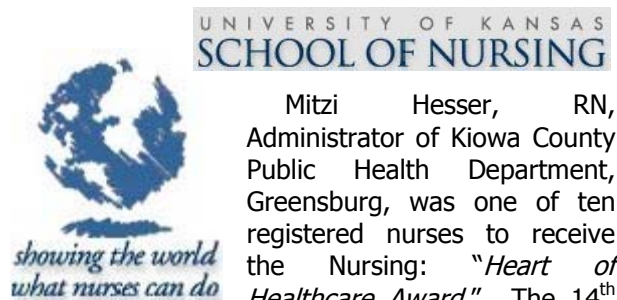 UNIVERSITY OF KANSAS
SCHOOL OF NURSING
showing the world
what nurses can do
Mitzi Hesser, RN,
Administrator of Kiowa County
Public Health Department,
Greensburg, was one of ten
registered nurses to receive
the Nursing: “Heart of
Healthcare Award.” The 14th